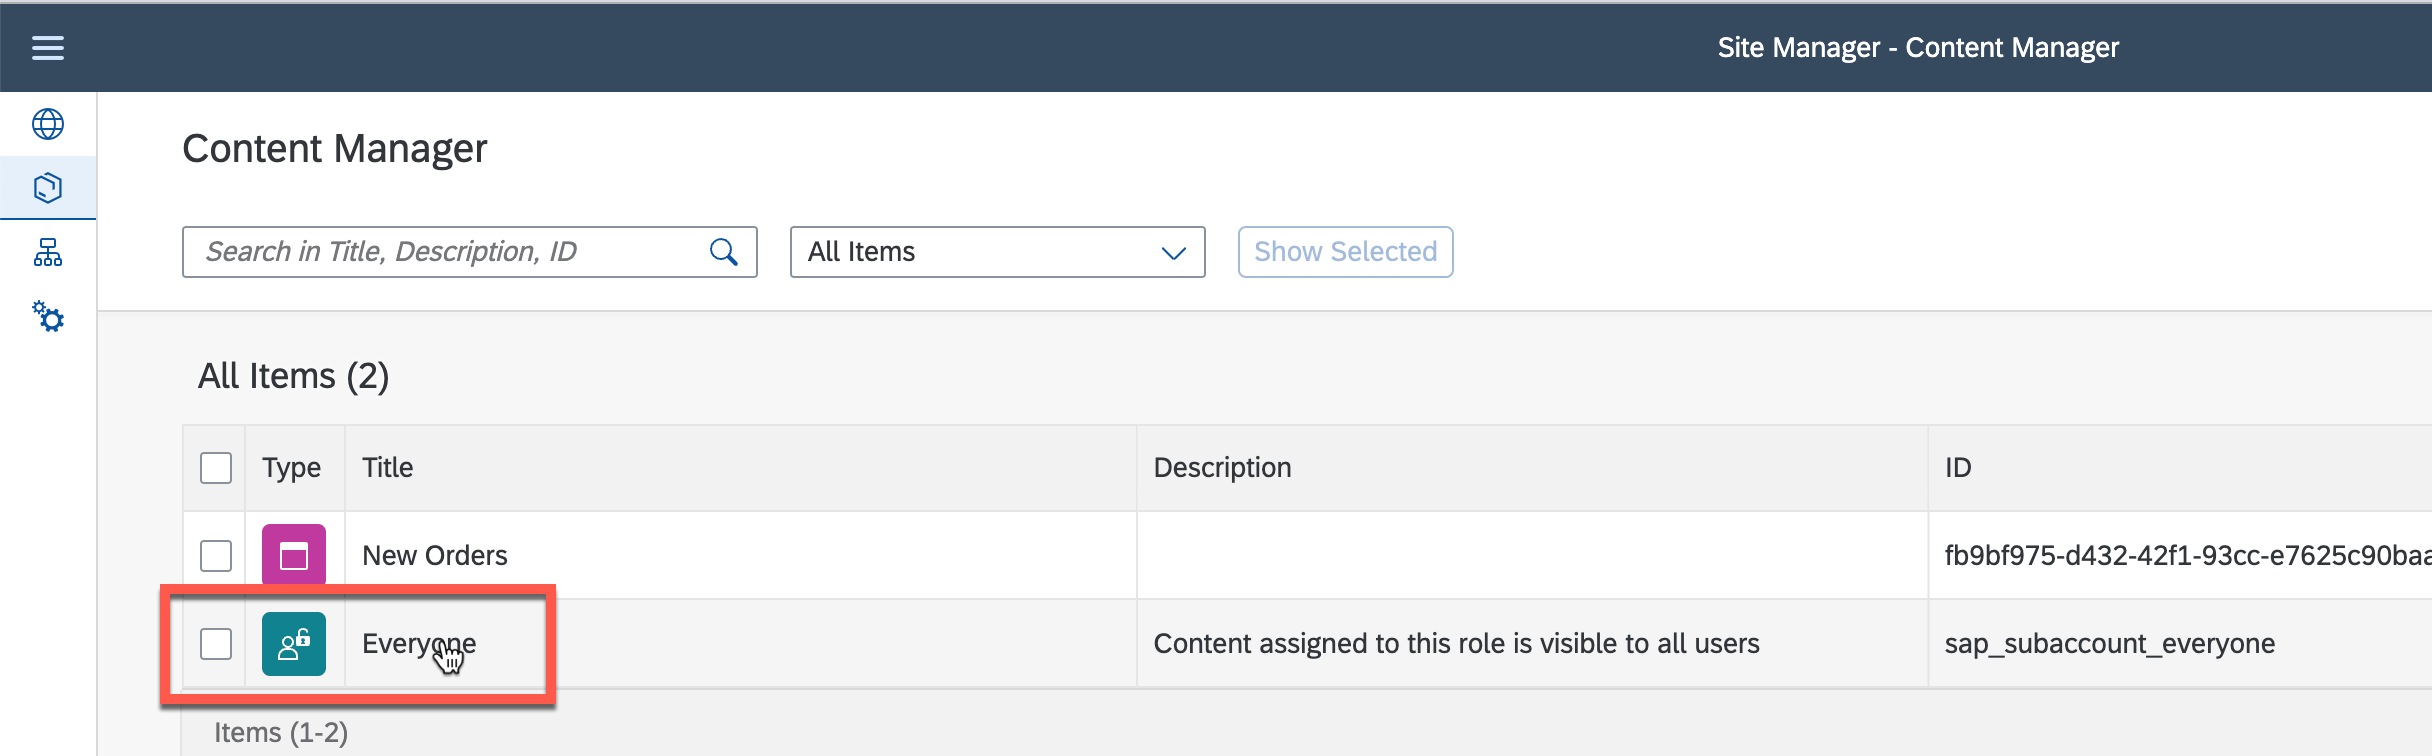 Site Manager - Content Manager
Content Manager
Search in Title, Description, ID
All Items
Show Selected
All Items (2)
Type Title Description ID
New Orders fb9bf975-d432-42f1-93cc-e7625c90baa
Everyone Content assigned to this role is visible to all users sap_subaccount_everyone
Items (1-2)